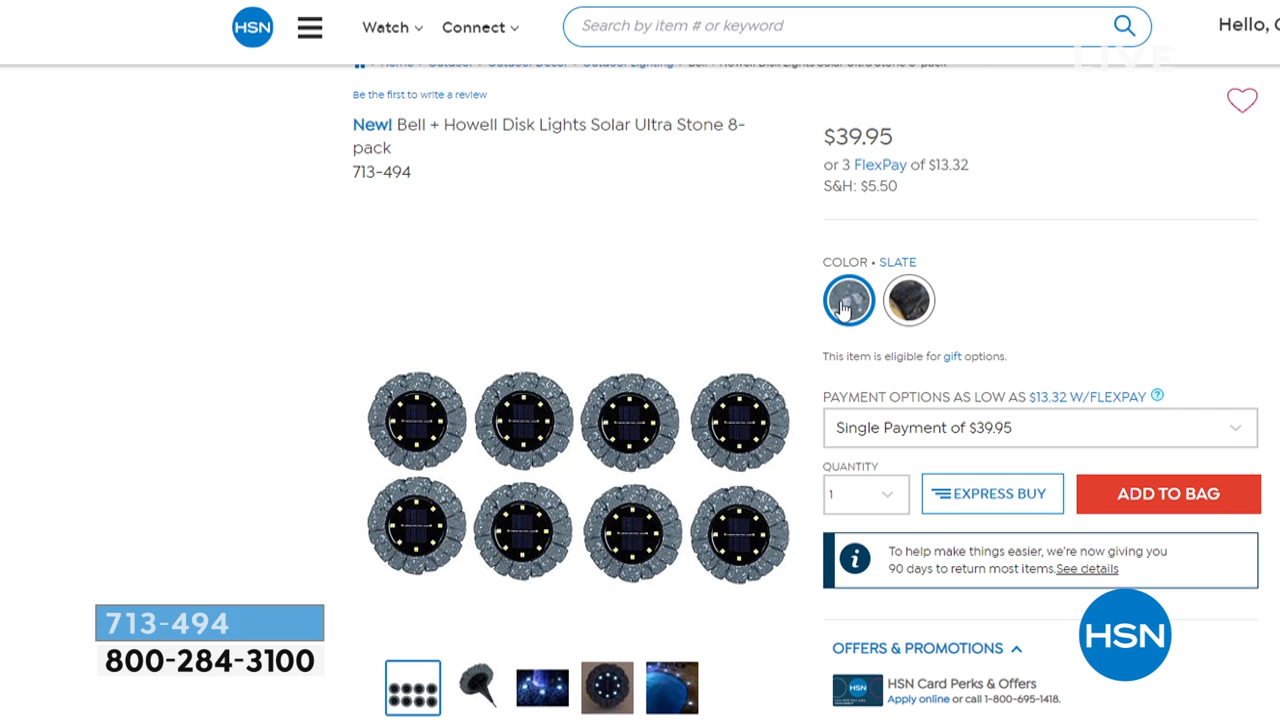 HSN
Watch
Connect
Search by item # or keyword
Hello,
LIVE
Be the first to write a review
New! Bell + Howell Disk Lights Solar Ultra Stone 8-
pack
713-494
$39.95
or 3 FlexPay of $13.32
S&H: $5.50
COLOR • SLATE
This item is eligible for gift options.
PAYMENT OPTIONS AS LOW AS $13.32 W/FLEXPAY ?
Single Payment of $39.95
QUANTITY
1
EXPRESS BUY
ADD TO BAG
To help make things easier, we're now giving you
90 days to return most items.See details
713-494
800-284-3100
HSN
OFFERS & PROMOTIONS
HSN
HSN Card Perks & Offers
Apply online or call 1-800-695-1418.